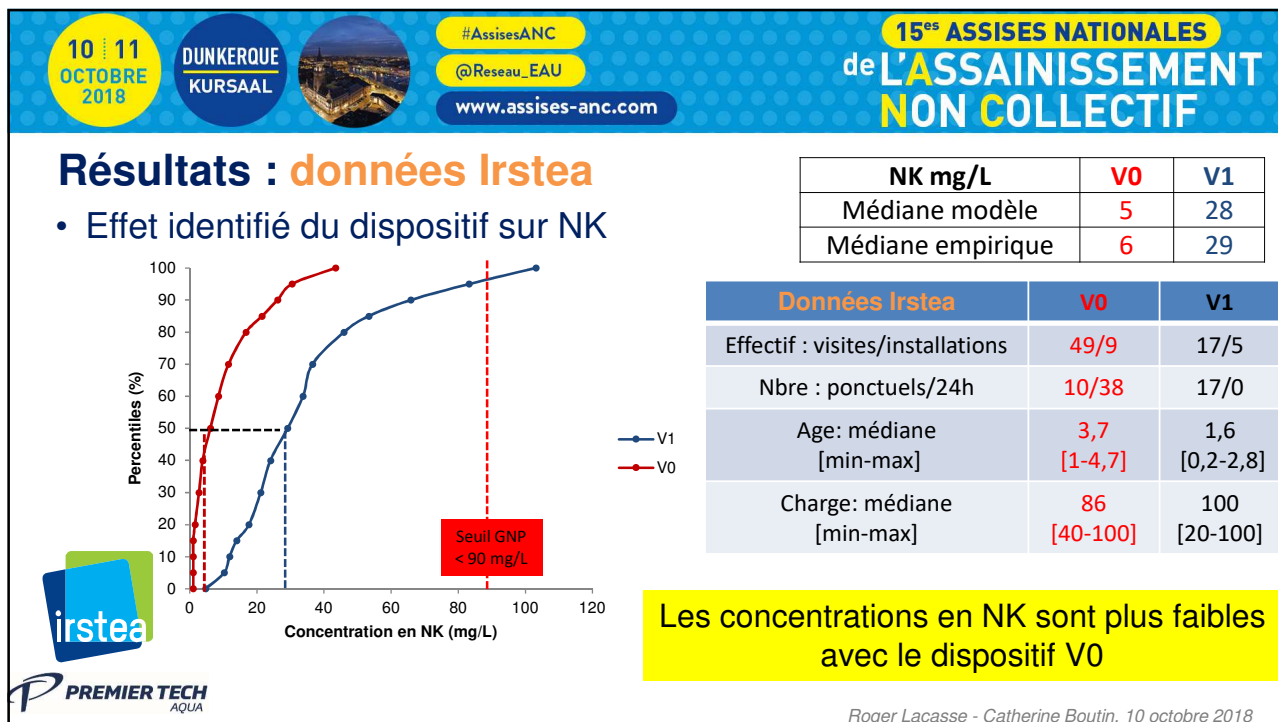 10 11
OCTOBRE
2018
DUNKERQUE
KURSAAL
#AssisesANC
@Reseau_EAU
www.assises-anc.com
15es ASSISES NATIONALES
de L'ASSAINISSEMENT
NON COLLECTIF
Résultats : données Irstea
• Effet identifié du dispositif sur NK
NK mg/L V0 V1
Médiane modèle 5 28
Médiane empirique 6 29
Percentiles (%)
100
90
80
70
60
50
40
30
20
10
0
0 20 40 60 80 100 120
Concentration en NK (mg/L)
Seuil GNP
< 90 mg/L
V1
V0
Données Irstea V0 V1
Effectif : visites/installations 49/9 17/5
Nbre : ponctuels/24h 10/38 17/0
Age: médiane 3,7 1,6
[min-max] [1-4,7] [0,2-2,8]
Charge: médiane 86 100
[min-max] [40-100] [20-100]
Les concentrations en NK sont plus faibles
avec le dispositif V0
irstea
PREMIER TECH
AQUA
Roger Lacasse - Catherine Boutin, 10 octobre 2018